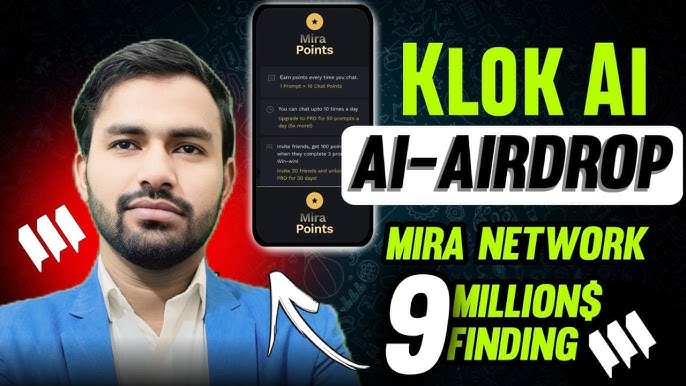 Mira
Points
Earn points every time you chat.
1 Prompt = 10 Chat Points
You can chat upto 10 times a day
Upgrade to PRO for 50 prompts a
day (5x more!)
Invite friends, get 100 point
when they complete 3 pro
Win-win!
Invite 20 friends and unlo
PRO for 30 days!
Mira
Points
KLOK AI
AI-AIRDROP
MIRA NETWORK
9 MILLION$
FINDING